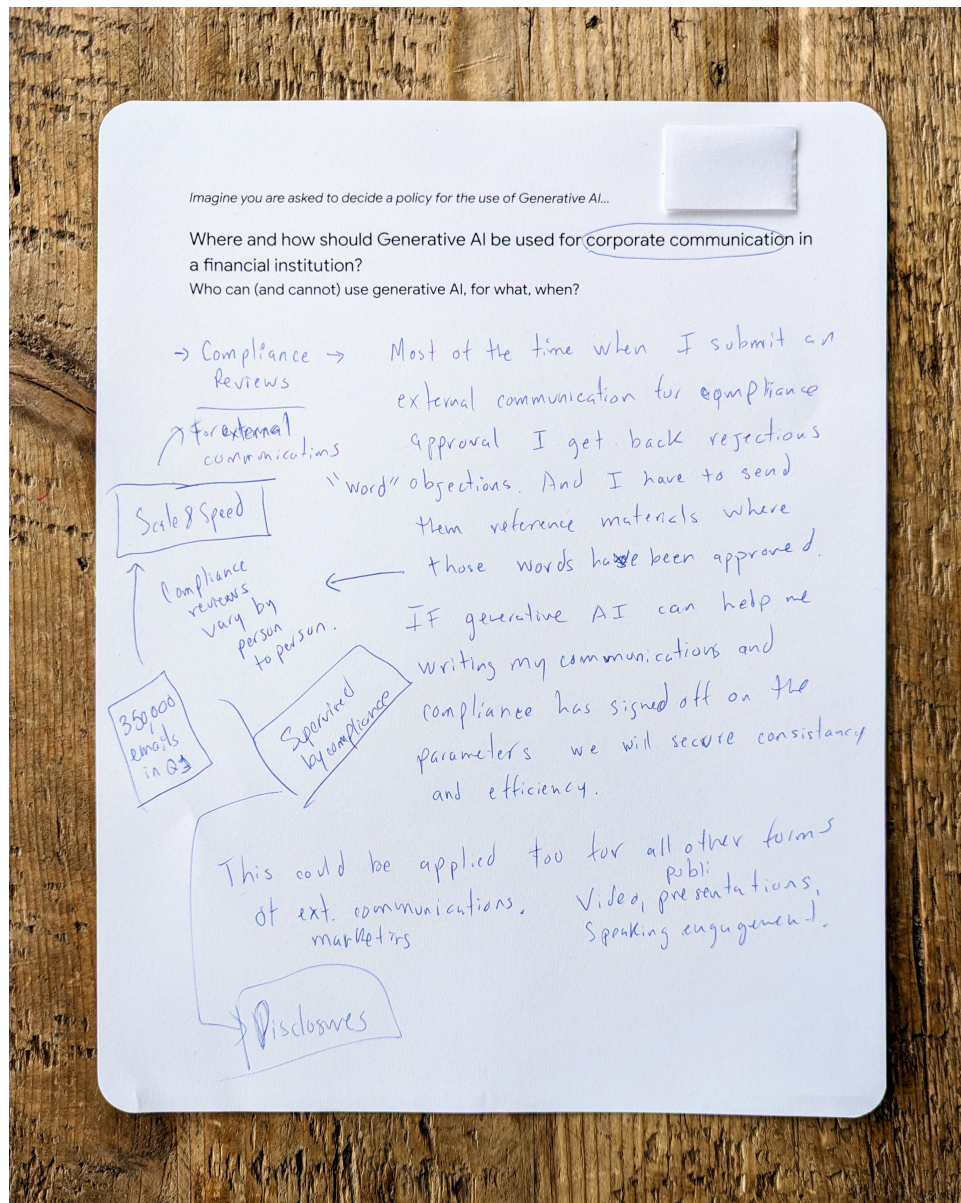 Imagine you are asked to decide a policy for the use of Generative AI...
Where and how should Generative AI be used for corporate communication in
a financial institution?
Who can (and cannot) use generative AI, for what, when?
→ Compliance →
Reviews
For external
communications
Scale & Speed
Compliance
reviews
vary by
person
to person.
350,000
emails
in Q1
Supervised
by compliance
Most of the time when I submit an
external communication for compliance
approval I get back rejections
"word" objections. And I have to send
them reference materials where
those words have been approved.
IF generative AI can help me
writing my communications and
compliance has signed off on the
parameters we will secure consistancy
and efficiency.
This could be applied too for all other forms
of ext. communications.
publi
Video, presentations,
Speaking engagement.
Disclosures